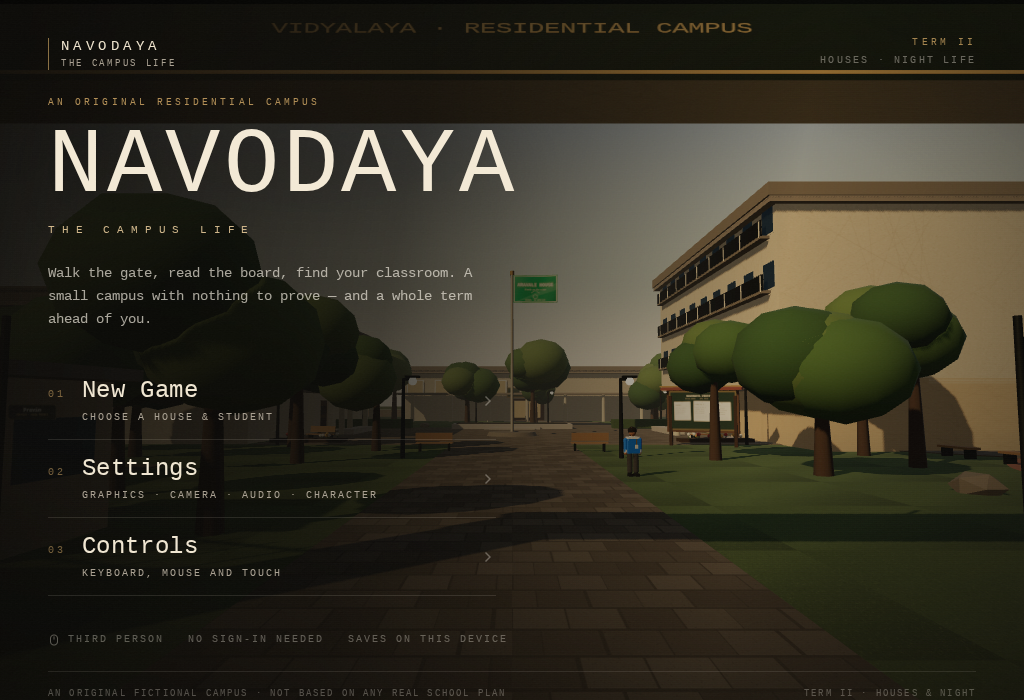 VIDYALAYA · RESIDENTIAL CAMPUS
NAVODAYA
THE CAMPUS LIFE
TERM II
HOUSES · NIGHT LIFE
AN ORIGINAL RESIDENTIAL CAMPUS
NAVODAYA
THE CAMPUS LIFE
Walk the gate, read the board, find your classroom. A
small campus with nothing to prove — and a whole term
ahead of you.
01 New Game
CHOOSE A HOUSE & STUDENT
02 Settings
GRAPHICS · CAMERA · AUDIO · CHARACTER
03 Controls
KEYBOARD, MOUSE AND TOUCH
THIRD PERSON NO SIGN-IN NEEDED SAVES ON THIS DEVICE
AN ORIGINAL FICTIONAL CAMPUS · NOT BASED ON ANY REAL SCHOOL PLAN
TERM II · HOUSES & NIGHT